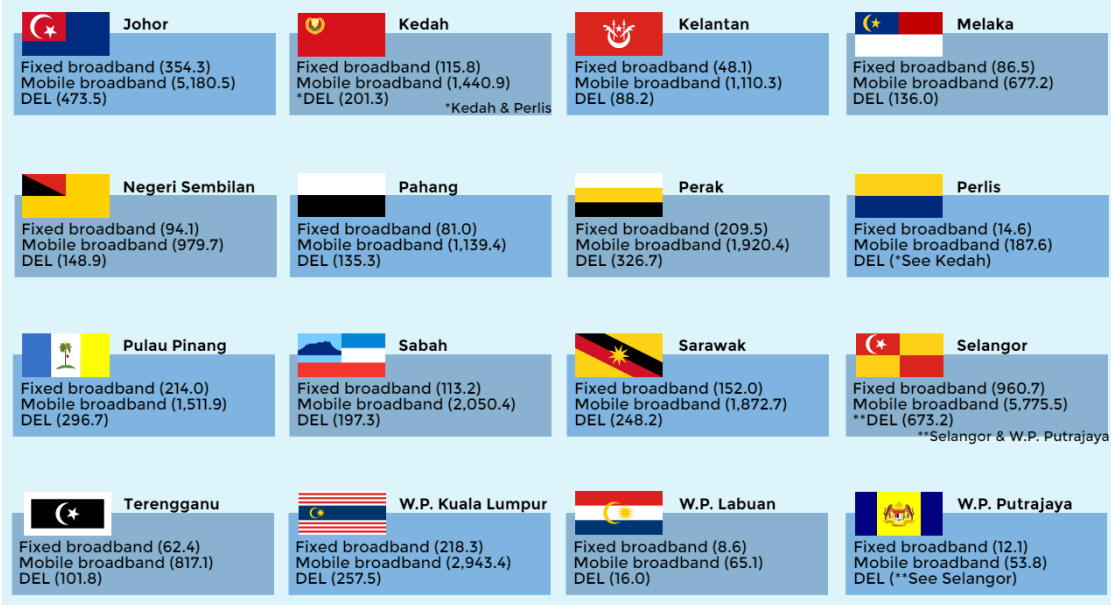 Johor
Fixed broadband (354.3)
Mobile broadband (5,180.5)
DEL (473.5)
Kedah
Fixed broadband (115.8)
Mobile broadband (1,440.9)
*DEL (201.3)
*Kedah & Perlis
Kelantan
Fixed broadband (48.1)
Mobile broadband (1,110.3)
DEL (88.2)
Melaka
Fixed broadband (86.5)
Mobile broadband (677.2)
DEL (136.0)
Negeri Sembilan
Fixed broadband (94.1)
Mobile broadband (979.7)
DEL (148.9)
Pahang
Fixed broadband (81.0)
Mobile broadband (1,139.4)
DEL (135.3)
Perak
Fixed broadband (209.5)
Mobile broadband (1,920.4)
DEL (326.7)
Perlis
Fixed broadband (14.6)
Mobile broadband (187.6)
DEL (*See Kedah)
Pulau Pinang
Fixed broadband (214.0)
Mobile broadband (1,511.9)
DEL (296.7)
Sabah
Fixed broadband (113.2)
Mobile broadband (2,050.4)
DEL (197.3)
Sarawak
Fixed broadband (152.0)
Mobile broadband (1,872.7)
DEL (248.2)
Selangor
Fixed broadband (960.7)
Mobile broadband (5,775.5)
**DEL (673.2)
**Selangor & W.P. Putrajaya
Terengganu
Fixed broadband (62.4)
Mobile broadband (817.1)
DEL (101.8)
W.P. Kuala Lumpur
Fixed broadband (218.3)
Mobile broadband (2,943.4)
DEL (257.5)
W.P. Labuan
Fixed broadband (8.6)
Mobile broadband (65.1)
DEL (16.0)
W.P. Putrajaya
Fixed broadband (12.1)
Mobile broadband (53.8)
DEL (**See Selangor)